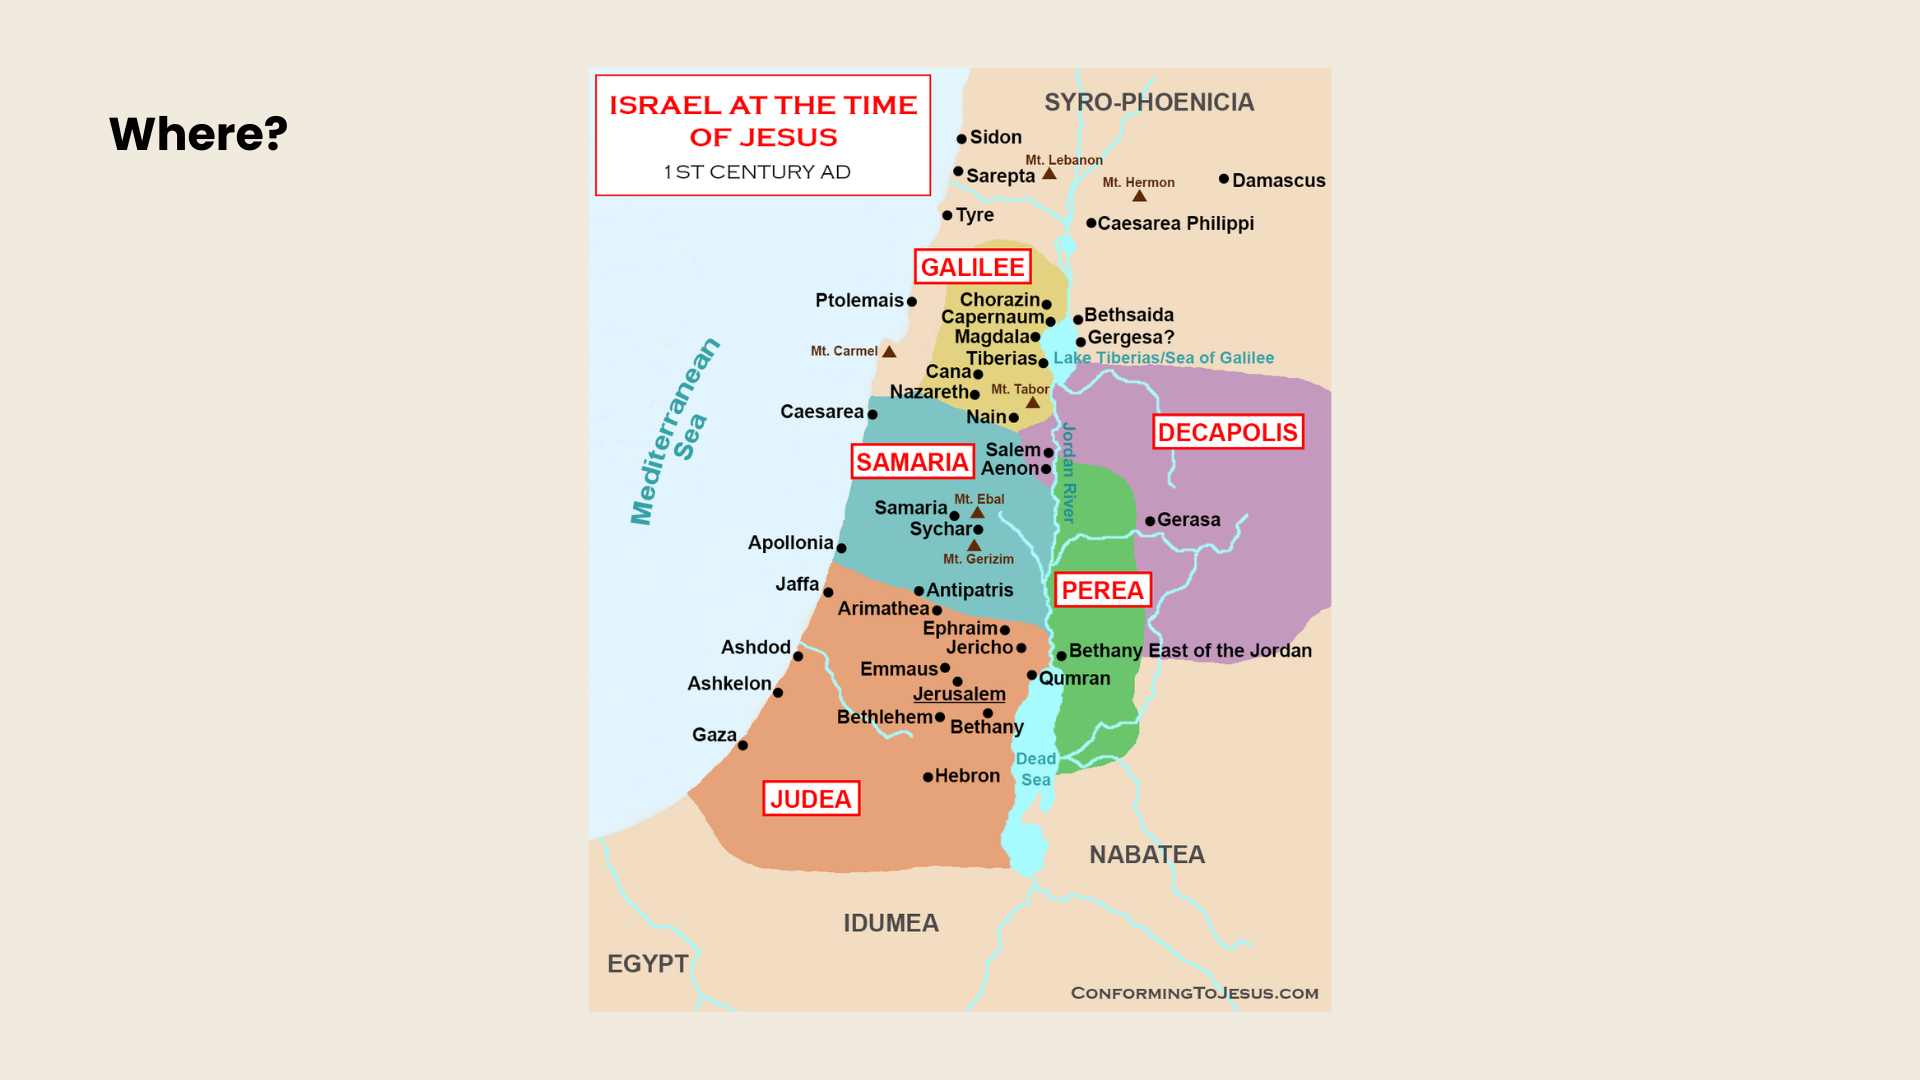 Where?
ISRAEL AT THE TIME
OF JESUS
1ST CENTURY AD
SYRO-PHOENICIA
Sidon
Mt. Lebanon
Sarepta
Mt. Hermon
Damascus
Tyre
Caesarea Philippi
GALILEE
Ptolemais
Chorazin
Capernaum
Bethsaida
Magdala
Gergesa?
Mt. Carmel
Tiberias
Lake Tiberias/Sea of Galilee
Cana
Nazareth
Mt. Tabor
Mediterranean
Sea
Caesarea
Nain
DECAPOLIS
Jordan River
Salem
SAMARIA
Aenon
Mt. Ebal
Samaria
Sychar
Gerasa
Apollonia
Mt. Gerizim
Jaffa
Antipatris
PEREA
Arimathea
Ephraim
Ashdod
Jericho
Bethany East of the Jordan
Emmaus
Qumran
Ashkelon
Jerusalem
Bethlehem
Bethany
Gaza
Dead
Sea
Hebron
JUDEA
NABATEA
IDUMEA
EGYPT
CONFORMINGTOJESUS.COM